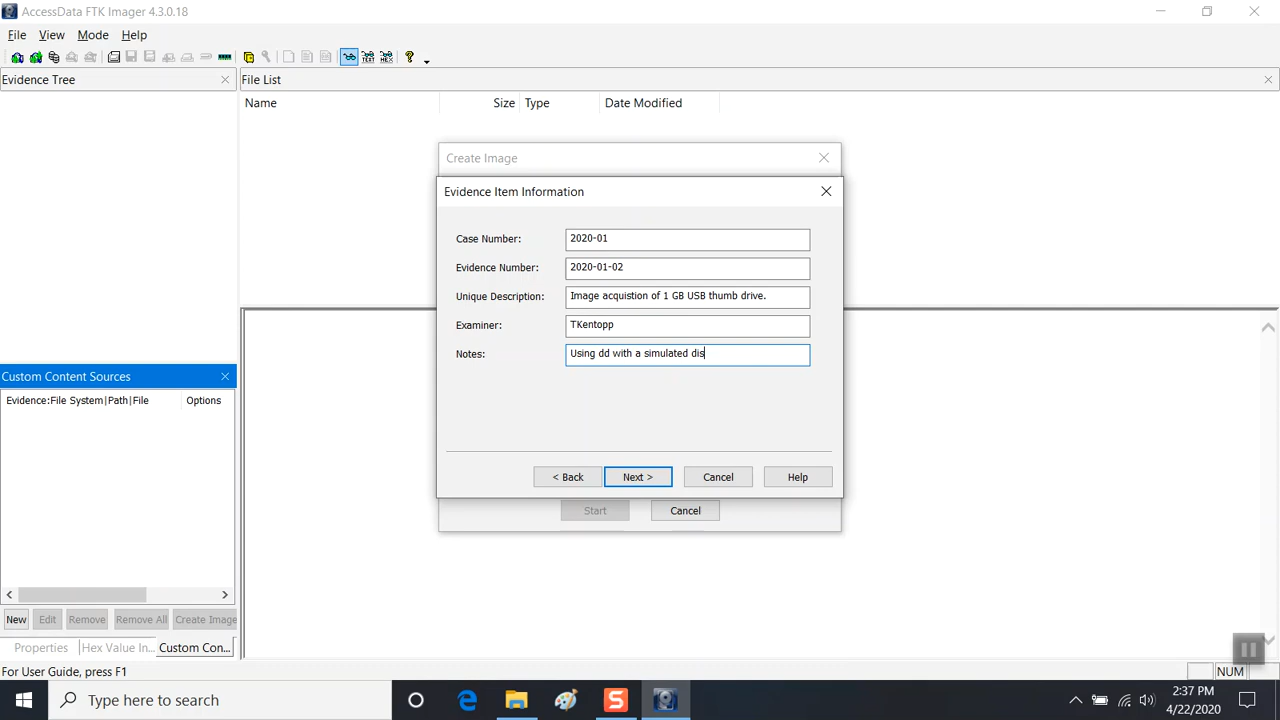 AccessData FTK Imager 4.3.0.18
File View Mode Help
Evidence Tree
File List
Name Size Type Date Modified
Create Image
Evidence Item Information
Case Number: 2020-01
Evidence Number: 2020-01-02
Unique Description: Image acquistion of 1 GB USB thumb drive.
Examiner: TKentopp
Notes: Using dd with a simulated dis
< Back Next > Cancel Help
Start Cancel
Custom Content Sources
Evidence:File System|Path|File Options
New Edit Remove Remove All Create Image
Properties Hex Value In... Custom Con...
For User Guide, press F1
NUM
Type here to search
2:37 PM
4/22/2020